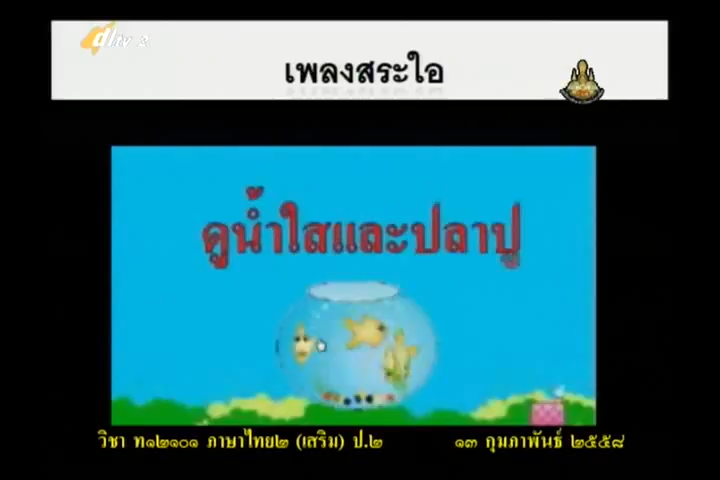 dltv 2
เพลงสระใอ
ดูน้ำใสและปลาปู
วิชา ท๑๒๑๐๑ ภาษาไทย๒ (เสริม) ป.๒ ๑๓ กุมภาพันธ์ ๒๕๕๘